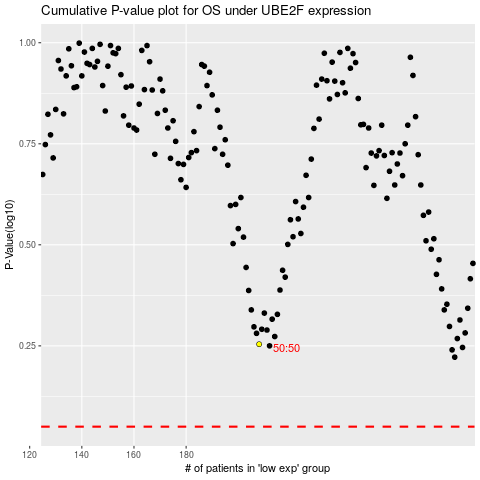 Cumulative P-value plot for OS under UBE2F expression
P-Value(log10)
1.00
0.75
0.50
0.25
50:50
120 140 160 180
# of patients in 'low exp' group